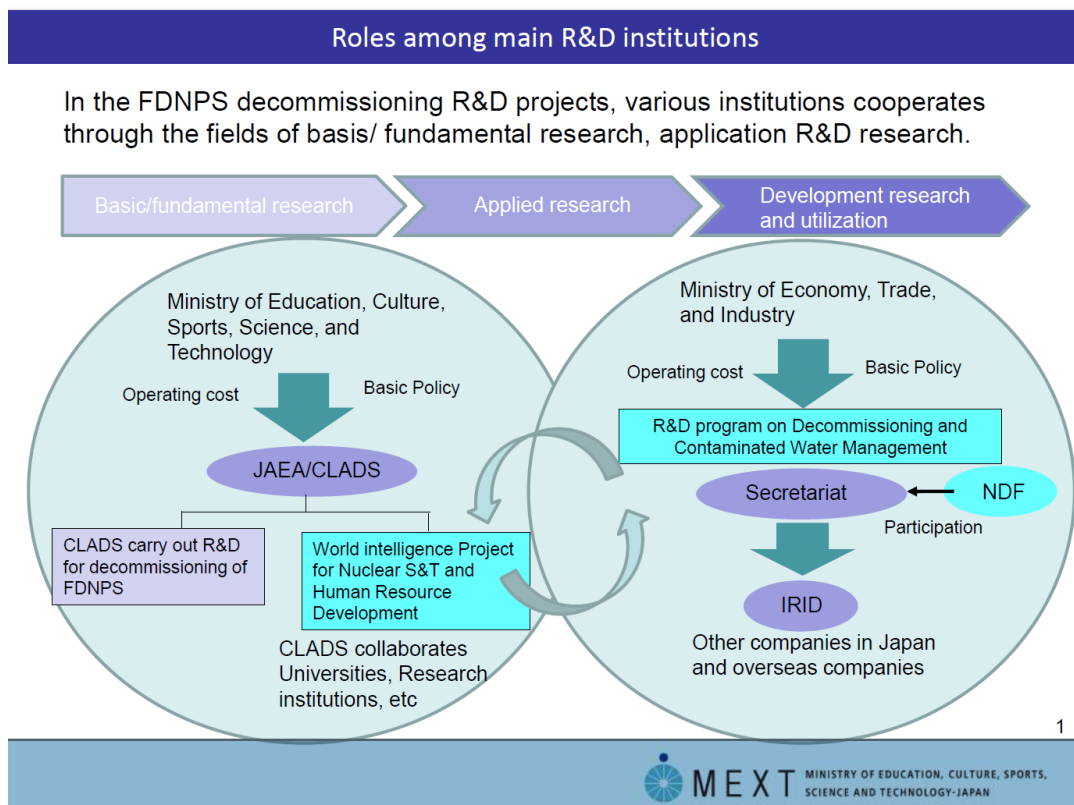 Roles among main R&D institutions
In the FDNPS decommissioning R&D projects, various institutions cooperates
through the fields of basis/ fundamental research, application R&D research.
Basic/fundamental research
Applied research
Development research
and utilization
Ministry of Education, Culture,
Sports, Science, and
Technology
Operating cost
Basic Policy
JAEA/CLADS
CLADS carry out R&D
for decommissioning of
FDNPS
World intelligence Project
for Nuclear S&T and
Human Resource
Development
CLADS collaborates
Universities, Research
institutions, etc
Ministry of Economy, Trade,
and Industry
Operating cost
Basic Policy
R&D program on Decommissioning and
Contaminated Water Management
Secretariat
NDF
Participation
IRID
Other companies in Japan
and overseas companies
1
MEXT
MINISTRY OF EDUCATION, CULTURE, SPORTS,
SCIENCE AND TECHNOLOGY-JAPAN